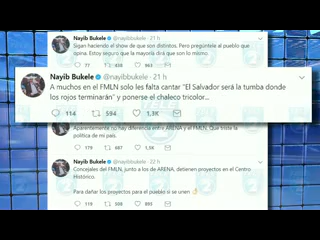 Nayib Bukele @nayibbukele · 21 h
Sigan haciendo el show de que son distintos. Pero pregúntele al pueblo que
opina. Estoy seguro que la mayoría dirá que son lo mismo.
Nayib Bukele @nayibbukele · 21 h
A muchos en el FMLN solo les falta cantar "El Salvador será la tumba donde
los rojos terminarán" y ponerse el chaleco tricolor...
114 594 1.3K
Aparentemente no hay diferencia entre ARENA y el FMLN. Que triste
la política de mi país.
Nayib Bukele @nayibbukele · 22 h
Concejales del FMLN, junto a los de ARENA, detienen proyectos en el Centro
Histórico.
Para dañar los proyectos para el pueblo si se unen 👌